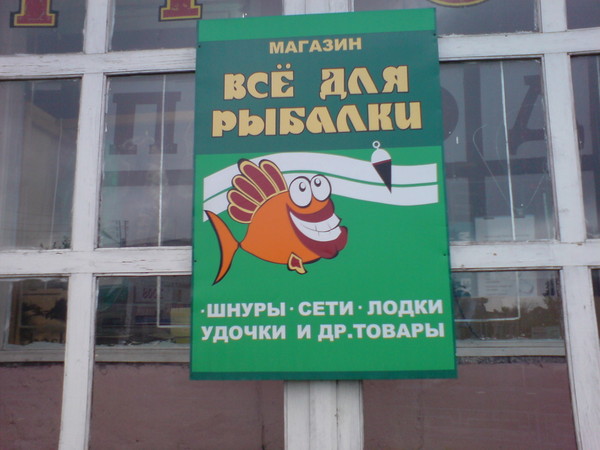 МАГАЗИН
ВСЁ ДЛЯ
РЫБАЛКИ
·ШНУРЫ·СЕТИ·ЛОДКИ
УДОЧКИ И ДР.ТОВАРЫ